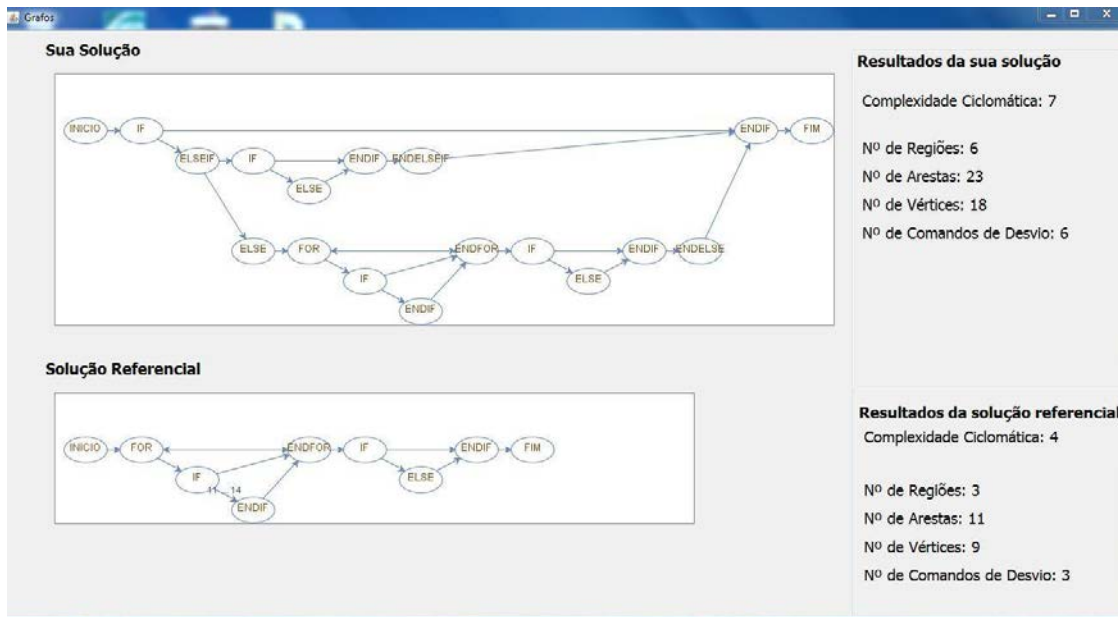 Grafos
Sua Solução
INICIO IF ENDIF FIM
ELSEIF IF ENDIF ENDELSEIF
ELSE
ELSE FOR ENDFOR IF ENDIF ENDELSE
IF ELSE
ENDIF
Resultados da sua solução
Complexidade Ciclomática: 7
Nº de Regiões: 6
Nº de Arestas: 23
Nº de Vértices: 18
Nº de Comandos de Desvio: 6
Solução Referencial
INICIO FOR ENDFOR IF ENDIF FIM
IF ELSE
11 14
ENDIF
Resultados da solução referencial
Complexidade Ciclomática: 4
Nº de Regiões: 3
Nº de Arestas: 11
Nº de Vértices: 9
Nº de Comandos de Desvio: 3